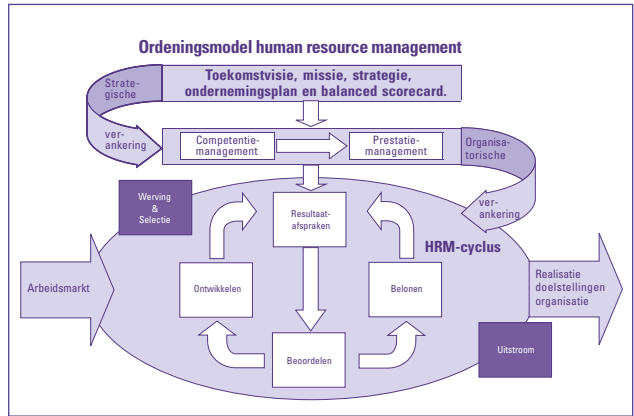 Ordeningsmodel human resource management
Strate-
gische
Toekomstvisie, missie, strategie,
ondernemingsplan en balanced scorecard.
ver-
ankering
Competentie-
management
Prestatie-
management
Organisa-
torische
ver-
ankering
Werving
&
Selectie
Resultaat-
afspraken
HRM-cyclus
Arbeidsmarkt
Ontwikkelen
Belonen
Realisatie
doelstellingen
organisatie
Beoordelen
Uitstroom